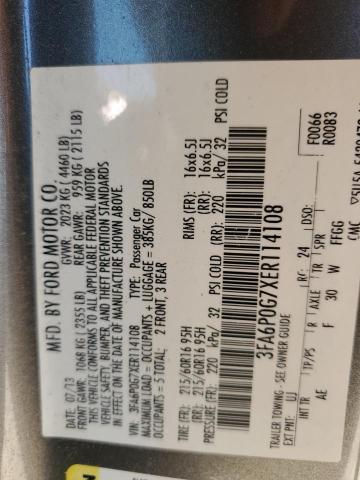 MFD. BY FORD MOTOR CO.
DATE: 07/13 GVWR: 2023 KG ( 4460 LB)
FRONT GAWR: 1068 KG ( 2355 LB) REAR GAWR: 959 KG ( 2115 LB)
THIS VEHICLE CONFORMS TO ALL APPLICABLE FEDERAL MOTOR
VEHICLE SAFETY, BUMPER, AND THEFT PREVENTION STANDARDS
IN EFFECT ON THE DATE OF MANUFACTURE SHOWN ABOVE.
VIN: 3FA6P0G7XER114108 TYPE: Passenger Car
MAXIMUM LOAD = OCCUPANTS + LUGGAGE = 385KG/ 850LB
OCCUPANTS = 5 TOTAL: 2 FRONT, 3 REAR
TIRE (FR): 215/60R16 95H RIMS (FR): 16x6.5J
TIRE (RR): 215/60R16 95H (RR): 16x6.5J
PRESSURE (FR): 220 kPa/ 32 PSI COLD (RR): 220 kPa/ 32 PSI COLD
3FA6P0G7XER114108
F0066
R0083
TRAILER TOWING - SEE OWNER GUIDE
EXT PNT: UJ RC: 24 DSO:
INT TR TP/PS R AXLE TR SPR
AE F 30 W FFGG